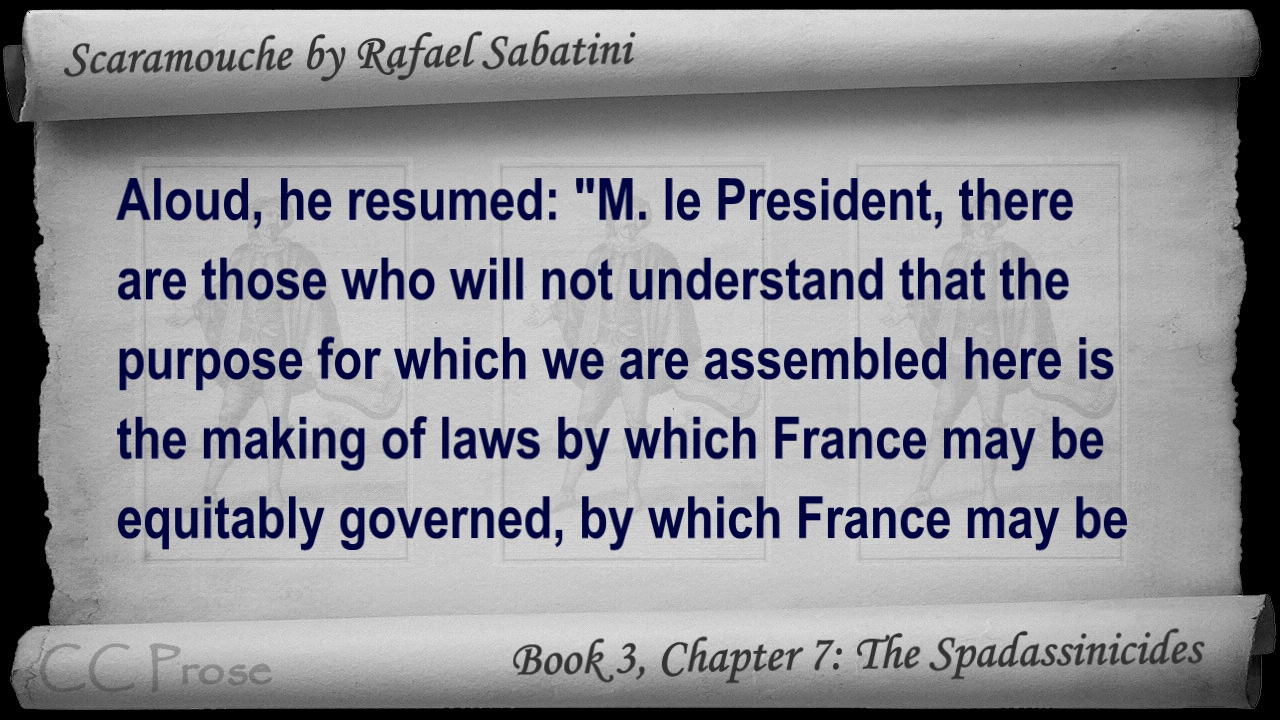 Scaramouche by Rafael Sabatini
Aloud, he resumed: "M. le President, there
are those who will not understand that the
purpose for which we are assembled here is
the making of laws by which France may be
equitably governed, by which France may be
CC Prose
Book 3, Chapter 7: The Spadassinicides